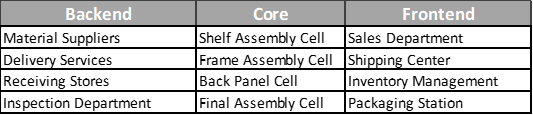 Backend Core Frontend
Material Suppliers Shelf Assembly Cell Sales Department
Delivery Services Frame Assembly Cell Shipping Center
Receiving Stores Back Panel Cell Inventory Management
Inspection Department Final Assembly Cell Packaging Station